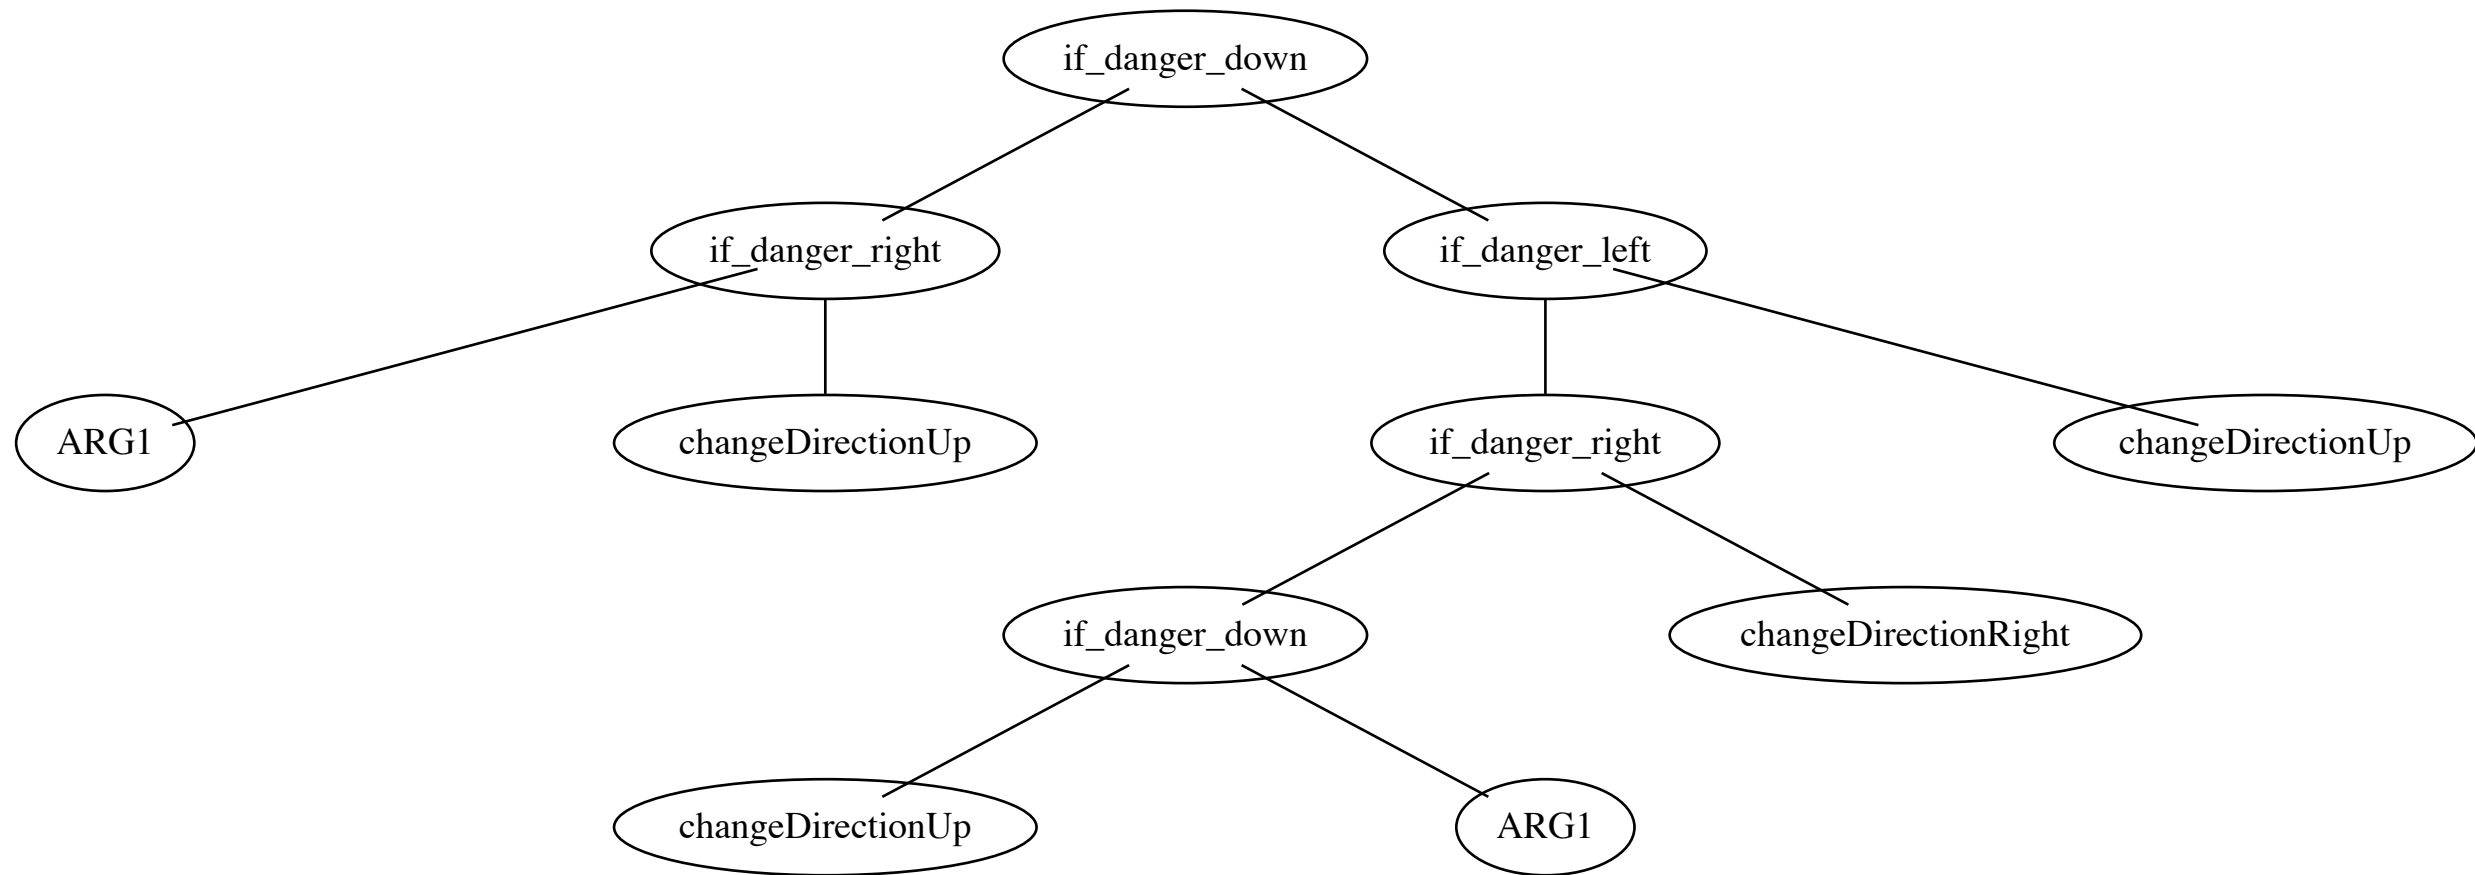 if_danger_down
if_danger_right
if_danger_left
ARG1
changeDirectionUp
if_danger_right
changeDirectionUp
if_danger_down
changeDirectionRight
changeDirectionUp
ARG1